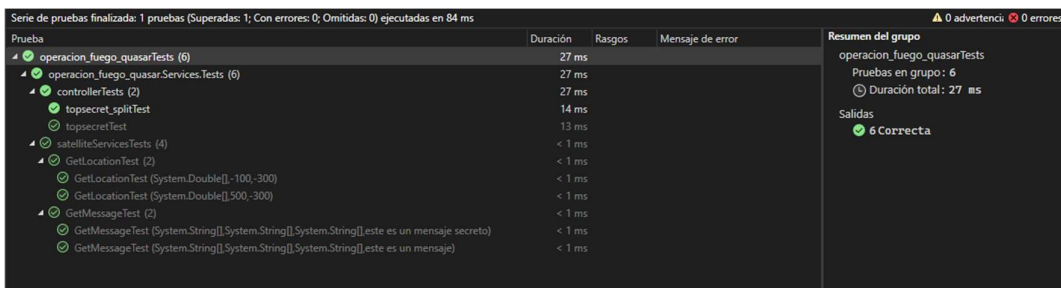 Serie de pruebas finalizada: 1 pruebas (Superadas: 1; Con errores: 0; Omitidas: 0) ejecutadas en 84 ms
0 advertenci 0 errores
Prueba Duración Rasgos Mensaje de error
operacion_fuego_quasarTests (6) 27 ms
operacion_fuego_quasar.Services.Tests (6) 27 ms
controllerTests (2) 27 ms
topsecret_splitTest 14 ms
topsecretTest 13 ms
satelliteServicesTests (4) < 1 ms
GetLocationTest (2) < 1 ms
GetLocationTest (System.Double[],-100,-300) < 1 ms
GetLocationTest (System.Double[],500,-300) < 1 ms
GetMessageTest (2) < 1 ms
GetMessageTest (System.String[],System.String[],System.String[],este es un mensaje secreto) < 1 ms
GetMessageTest (System.String[],System.String[],System.String[],este es un mensaje) < 1 ms
Resumen del grupo
operacion_fuego_quasarTests
Pruebas en grupo: 6
Duración total: 27 ms
Salidas
6 Correcta